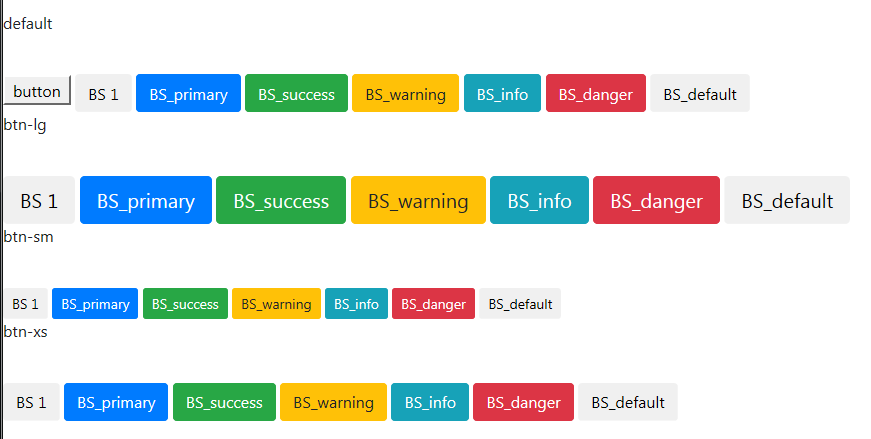 default
button BS 1 BS_primary BS_success BS_warning BS_info BS_danger BS_default
btn-lg
BS 1 BS_primary BS_success BS_warning BS_info BS_danger BS_default
btn-sm
BS 1 BS_primary BS_success BS_warning BS_info BS_danger BS_default
btn-xs
BS 1 BS_primary BS_success BS_warning BS_info BS_danger BS_default